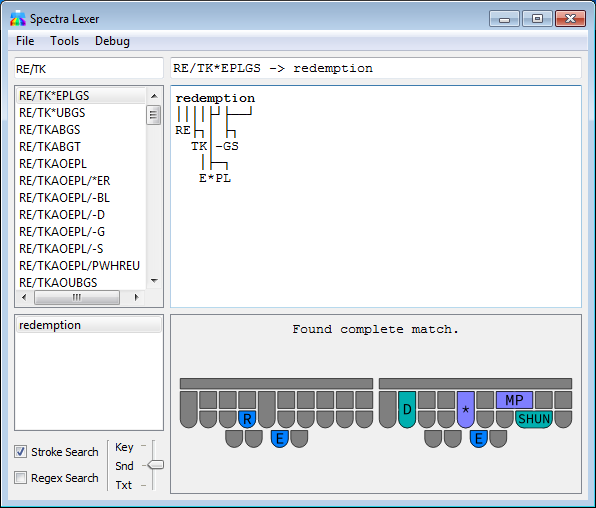 Spectra Lexer
File Tools Debug
RE/TK
RE/TK*EPLGS -> redemption
RE/TK*EPLGS
RE/TK*UBGS
RE/TKABGS
RE/TKABGT
RE/TKAOEPL
RE/TKAOEPL/*ER
RE/TKAOEPL/-BL
RE/TKAOEPL/-D
RE/TKAOEPL/-G
RE/TKAOEPL/-S
RE/TKAOEPL/PWHREU
RE/TKAOUBGS
redemption
RE
TK -GS
E*PL
redemption
Found complete match.
R
E
D
*
MP
SHUN
E
Stroke Search
Regex Search
Key
Snd
Txt